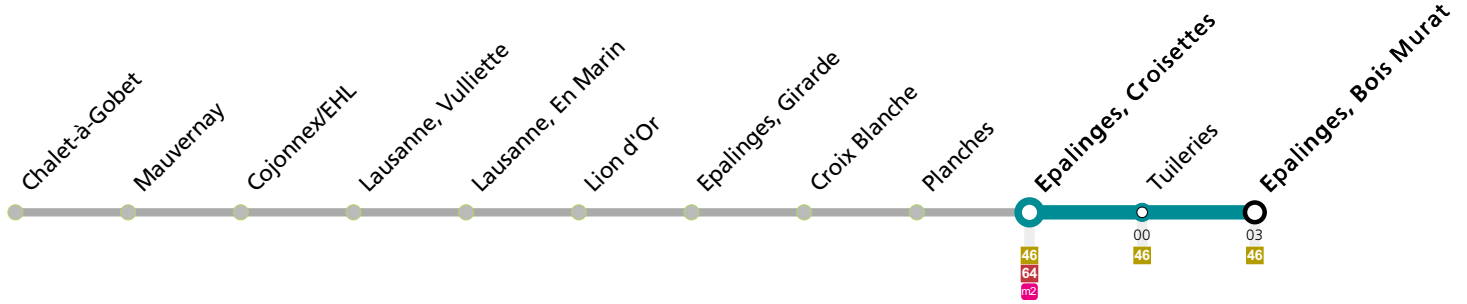 Chalet-à-Gobet
Mauvernay
Cojonnex/EHL
Lausanne, Vulliette
Lausanne, En Marin
Lion d'Or
Epalinges, Girarde
Croix Blanche
Planches
Epalinges, Croisettes
Tuileries
Epalinges, Bois Murat
00
03
46
46
46
64
m2